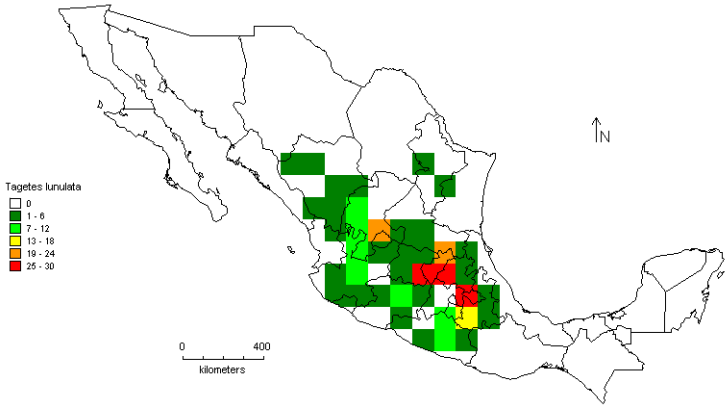 N
Tagetes lunulata
0
1 - 6
7 - 12
13 - 18
19 - 24
25 - 30
0 400
kilometers